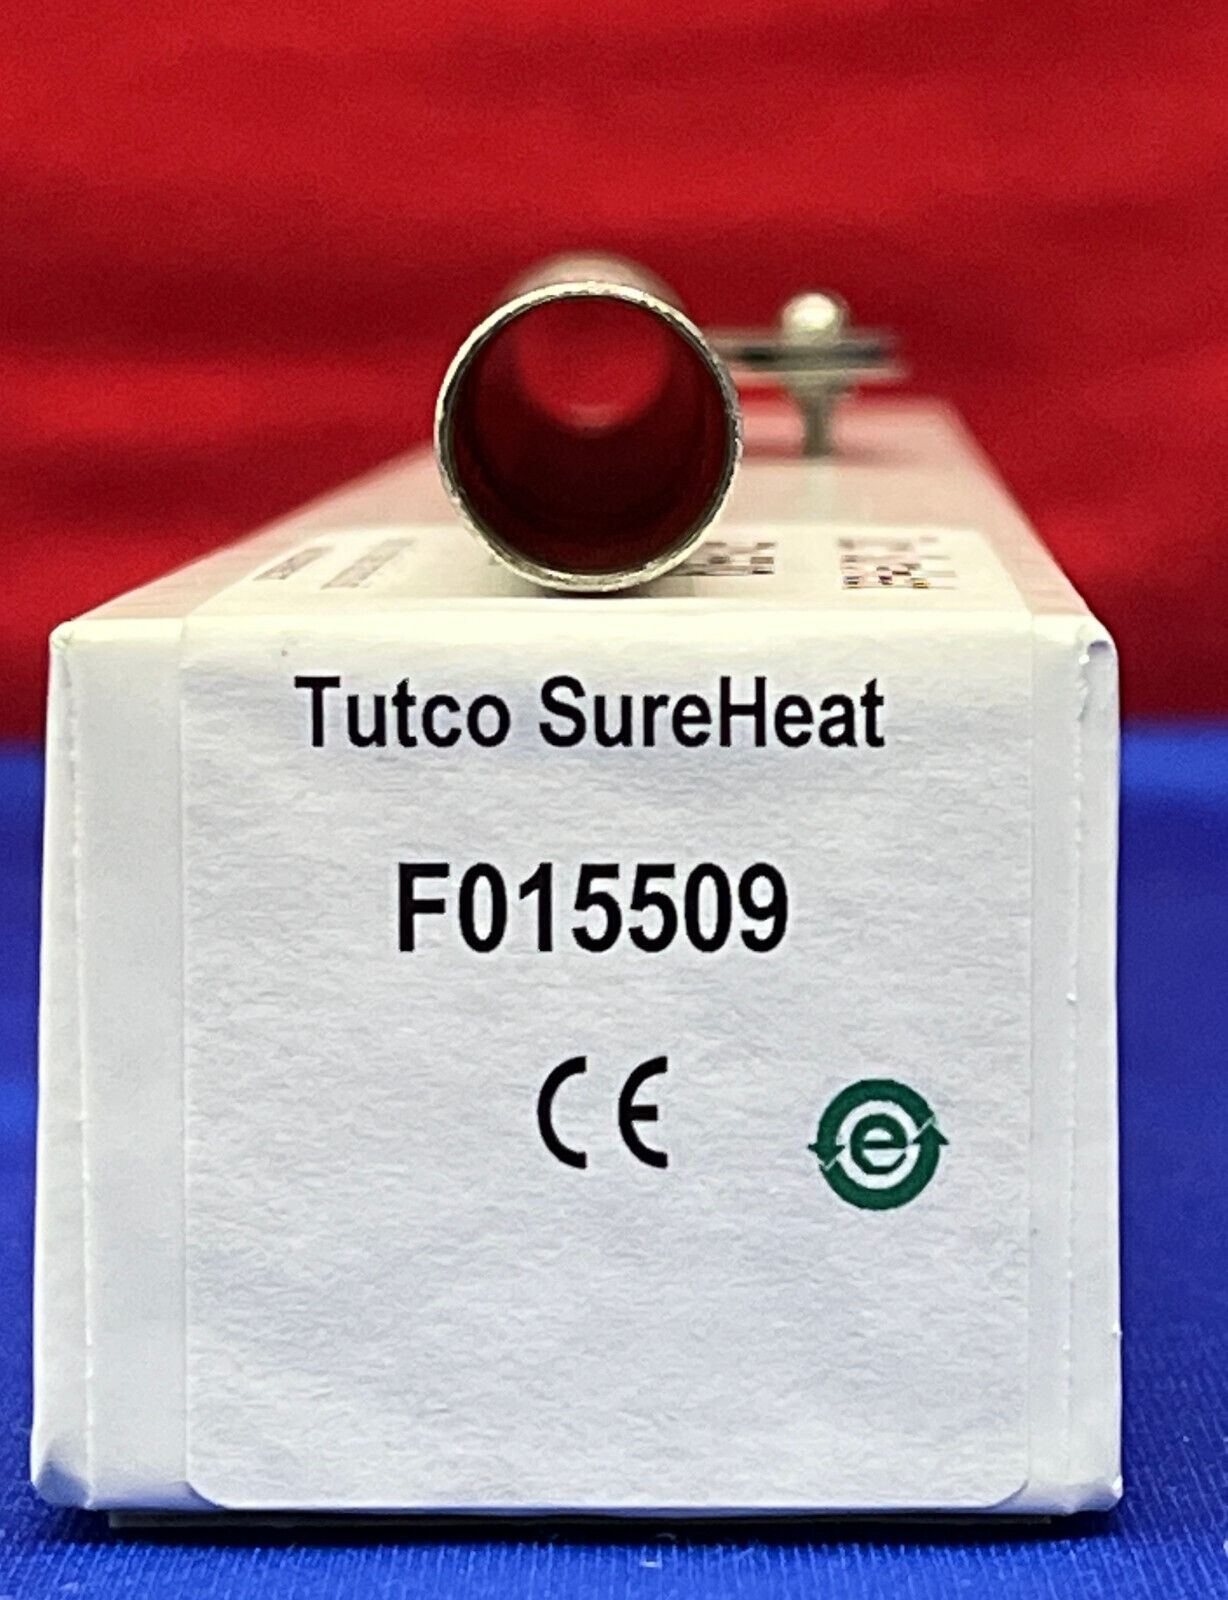 Tutco SureHeat
F015509
CE
e